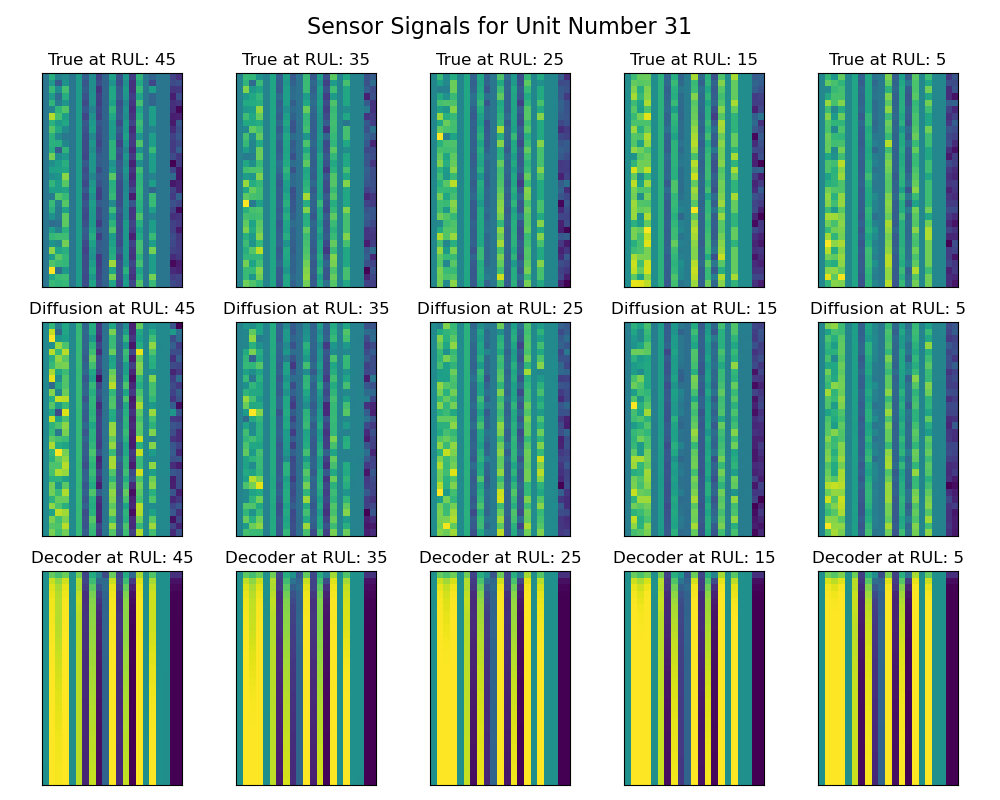 Sensor Signals for Unit Number 31
True at RUL: 45
True at RUL: 35
True at RUL: 25
True at RUL: 15
True at RUL: 5
Diffusion at RUL: 45
Diffusion at RUL: 35
Diffusion at RUL: 25
Diffusion at RUL: 15
Diffusion at RUL: 5
Decoder at RUL: 45
Decoder at RUL: 35
Decoder at RUL: 25
Decoder at RUL: 15
Decoder at RUL: 5